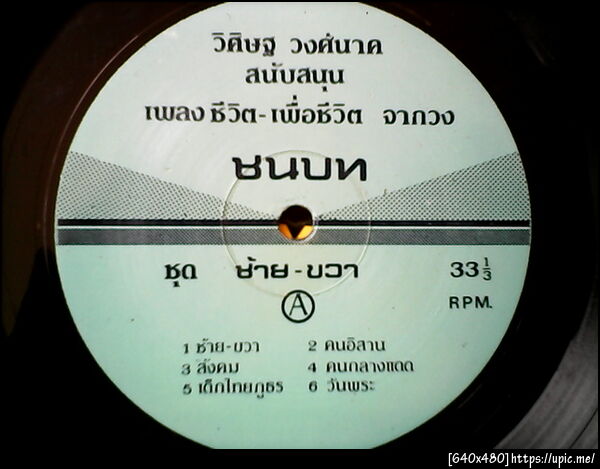 วิศิษฐ วงศ์นาค
สนับสนุน
เพลงชีวิต-เพื่อชีวิต จากวง
ชนบท
ชุด ซ้าย-ขวา 33 1/3
A RPM.
1 ซ้าย-ขวา 2 คนอิสาน
3 สังคม 4 คนกลางแดด
5 เด็กไทยภูธร 6 วันพระ
[640x480]https://upic.me/